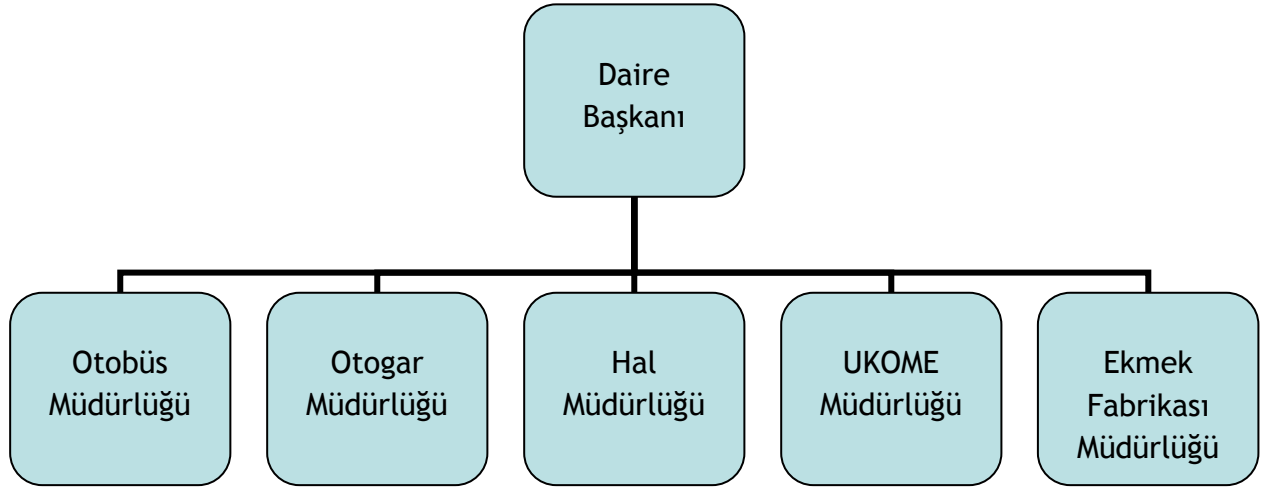 Daire
Başkanı
Otobüs
Müdürlüğü
Otogar
Müdürlüğü
Hal
Müdürlüğü
UKOME
Müdürlüğü
Ekmek
Fabrikası
Müdürlüğü